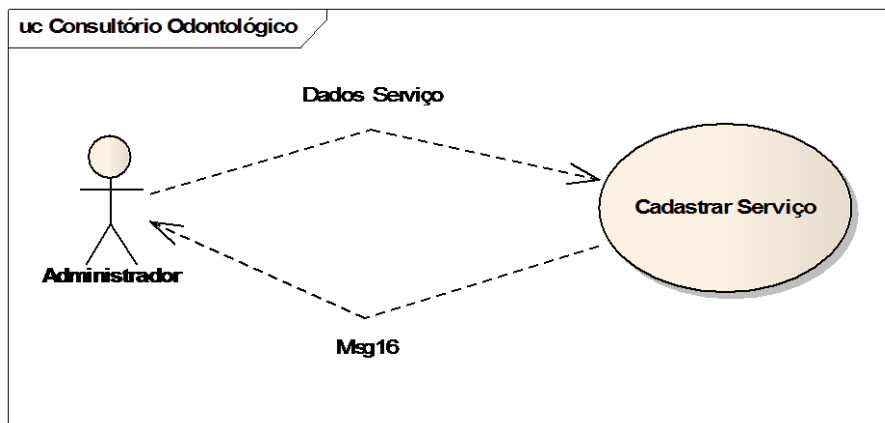 uc Consultório Odontológico
Dados Serviço
Cadastrar Serviço
Administrador
Msg16